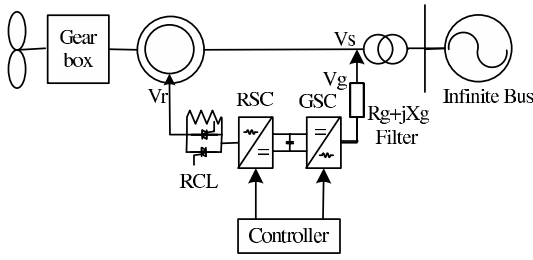 Gear
box
Vs
Vr
Vg
RSC
GSC
Infinite Bus
Rg+jXg
Filter
RCL
Controller